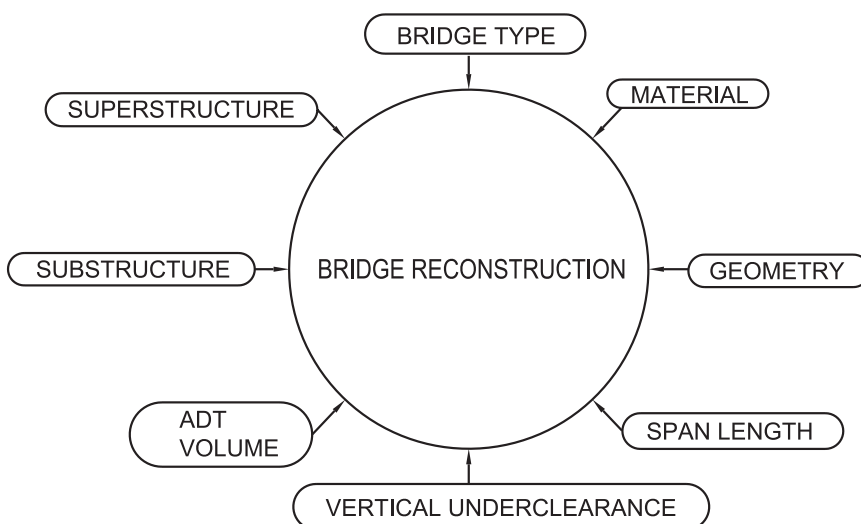 BRIDGE TYPE
SUPERSTRUCTURE
MATERIAL
SUBSTRUCTURE
BRIDGE RECONSTRUCTION
GEOMETRY
ADT
VOLUME
SPAN LENGTH
VERTICAL UNDERCLEARANCE